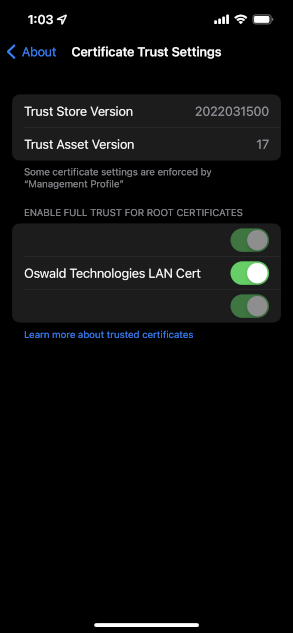 1:03
About
Certificate Trust Settings
Trust Store Version 2022031500
Trust Asset Version 17
Some certificate settings are enforced by
“Management Profile”
ENABLE FULL TRUST FOR ROOT CERTIFICATES
Oswald Technologies LAN Cert
Learn more about trusted certificates